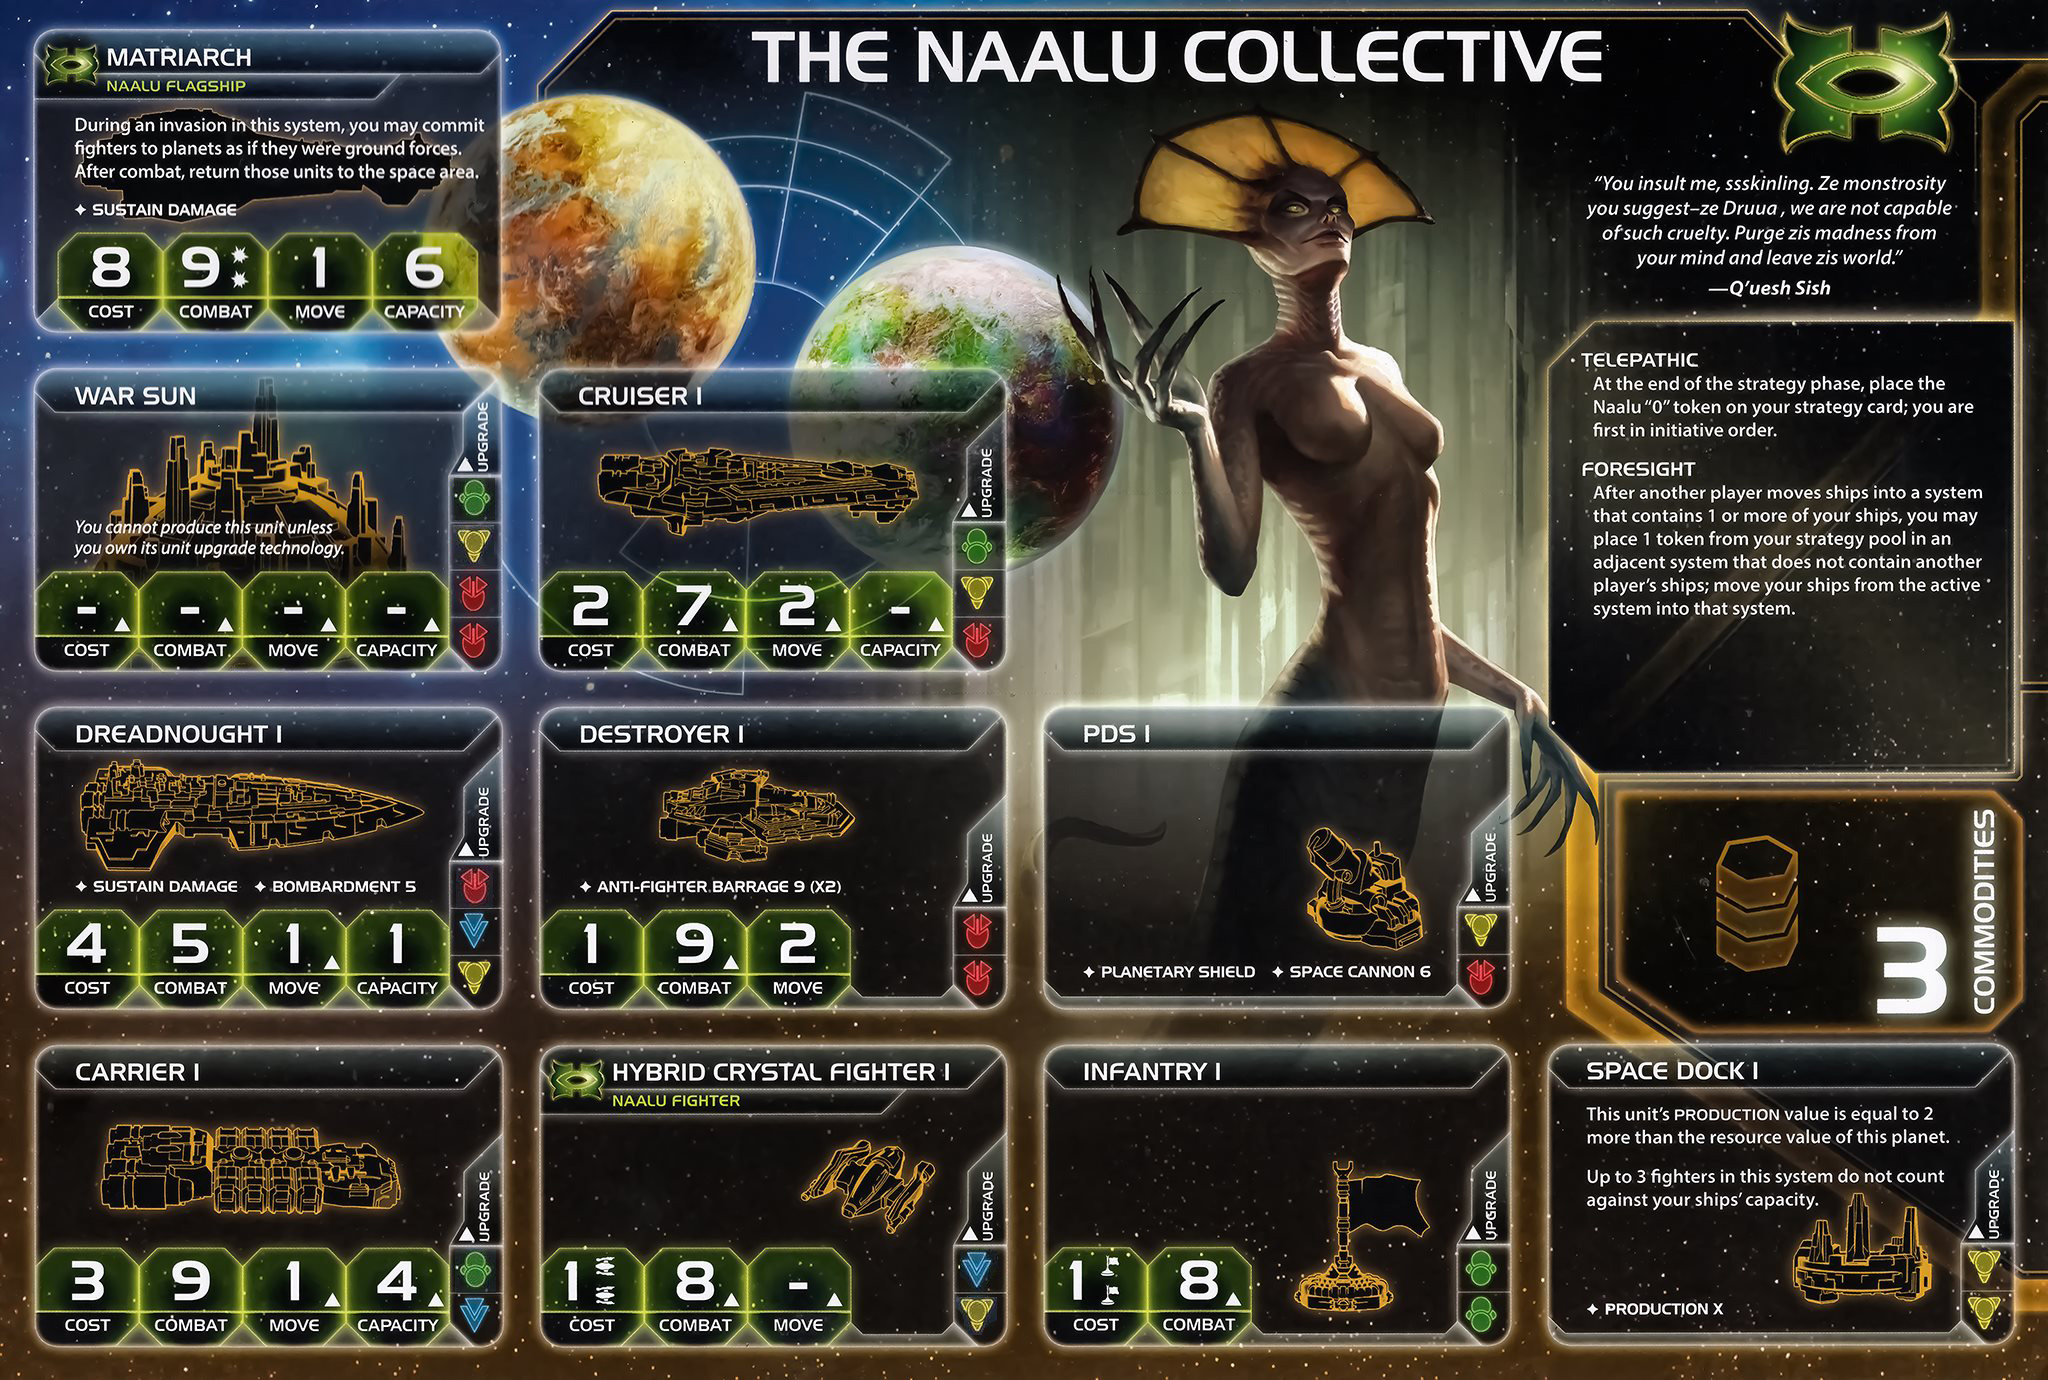 THE NAALU COLLECTIVE
MATRIARCH
NAALU FLAGSHIP
During an invasion in this system, you may commit
fighters to planets as if they were ground forces.
After combat, return those units to the space area.
SUSTAIN DAMAGE
8 9 1 6
COST COMBAT MOVE CAPACITY
"You insult me, ssskinling. Ze monstrosity
you suggest–ze Druua , we are not capable
of such cruelty. Purge zis madness from
your mind and leave zis world."
—Q'uesh Sish
TELEPATHIC
At the end of the strategy phase, place the
Naalu "0" token on your strategy card; you are
first in initiative order.
FORESIGHT
After another player moves ships into a system
that contains 1 or more of your ships, you may
place 1 token from your strategy pool in an
adjacent system that does not contain another
player's ships; move your ships from the active
system into that system.
WAR SUN
UPGRADE
You cannot produce this unit unless
you own its unit upgrade technology.
- - - -
COST COMBAT MOVE CAPACITY
CRUISER I
UPGRADE
2 7 2 -
COST COMBAT MOVE CAPACITY
DREADNOUGHT I
UPGRADE
SUSTAIN DAMAGE BOMBARDMENT 5
4 5 1 1
COST COMBAT MOVE CAPACITY
DESTROYER I
UPGRADE
ANTI-FIGHTER BARRAGE 9 (X2)
1 9 2
COST COMBAT MOVE
PDS I
UPGRADE
PLANETARY SHIELD SPACE CANNON 6
3
COMMODITIES
CARRIER I
UPGRADE
3 9 1 4
COST COMBAT MOVE CAPACITY
HYBRID CRYSTAL FIGHTER I
NAALU FIGHTER
UPGRADE
1 8 -
COST COMBAT MOVE
INFANTRY I
UPGRADE
1 8
COST COMBAT
SPACE DOCK I
This unit's PRODUCTION value is equal to 2
more than the resource value of this planet.
Up to 3 fighters in this system do not count
against your ships' capacity.
UPGRADE
PRODUCTION X